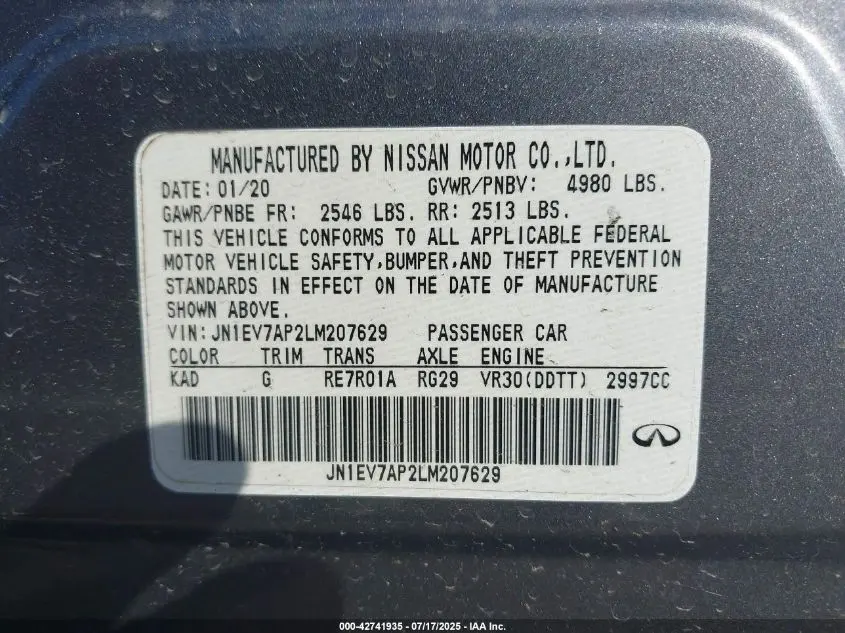 MANUFACTURED BY NISSAN MOTOR CO.,LTD.
DATE: 01/20 GVWR/PNBV: 4980 LBS.
GAWR/PNBE FR: 2546 LBS. RR: 2513 LBS.
THIS VEHICLE CONFORMS TO ALL APPLICABLE FEDERAL
MOTOR VEHICLE SAFETY,BUMPER,AND THEFT PREVENTION
STANDARDS IN EFFECT ON THE DATE OF MANUFACTURE
SHOWN ABOVE.
VIN:JN1EV7AP2LM207629 PASSENGER CAR
COLOR TRIM TRANS AXLE ENGINE
KAD G RE7R01A RG29 VR30(DDTT) 2997CC
JN1EV7AP2LM207629
000-42741935 - 07/17/2025 - IAA Inc.